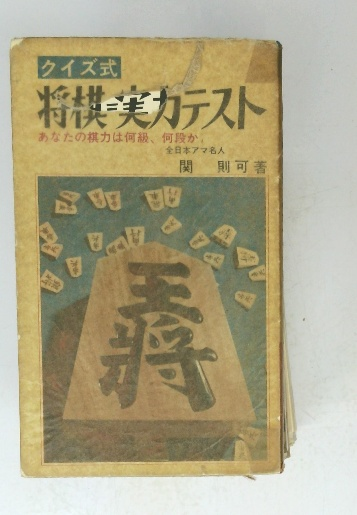 クイズ式
将棋実力テスト
あなたの棋力は何級、何段か。
全日本アマ名人
関 則可 著
王将